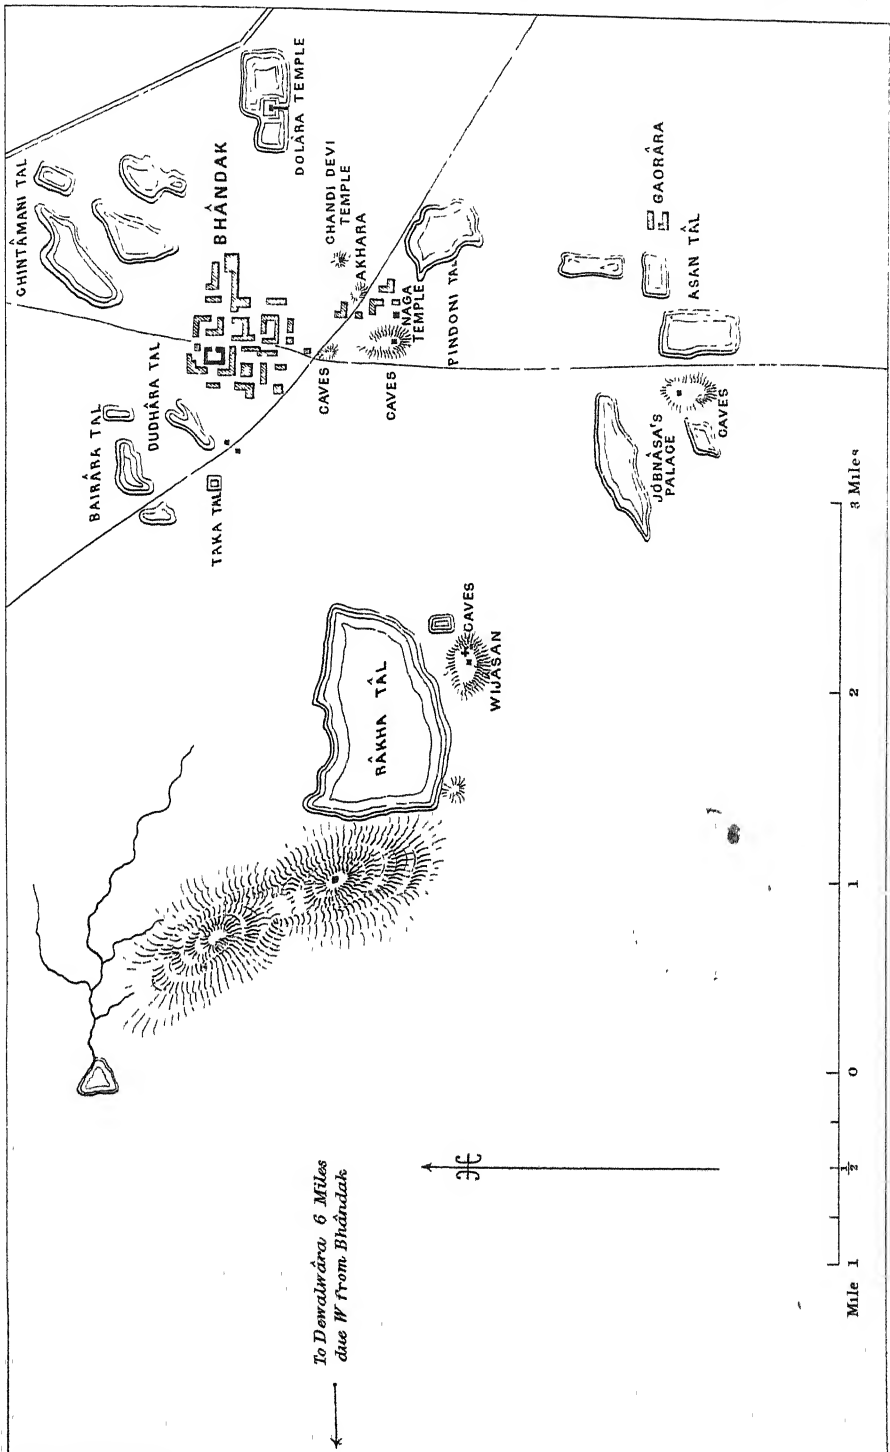 CHINTÂMANI TAL
BAIRÂRA TAL
DUDHÂRA TAL
BHÂNDAK
TAKA TAL
DOLÂRA TEMPLE
CHANDI DEVI
TEMPLE
AKHARA
CAVES
CAVES
NAGA
TEMPLE
PINDONI TAL
RÂKHA TÂL
CAVES
WIJÂSAN
To Dewalwâra 6 Miles
due W from Bhândak
GAORÂRA
ASAN TÂL
JÔBNÂSA'S
PALACE
CAVES
Mile 1 ½ 0 1 2 3 Miles